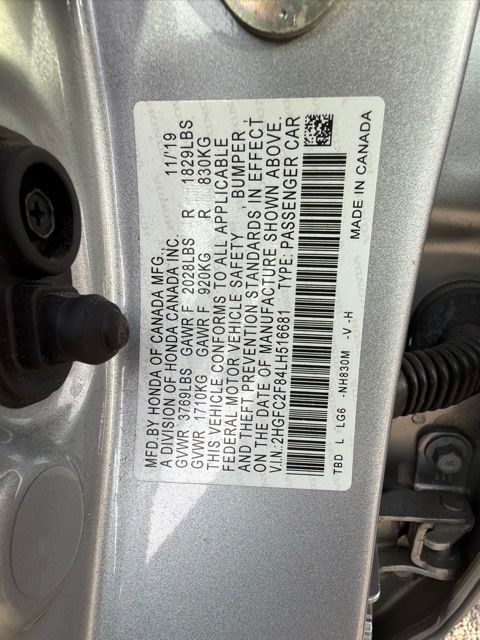 MFD.BY HONDA OF CANADA MFG., 11/19
A DIVISION OF HONDA CANADA INC.
GVWR 3769LBS GAWR F 2028LBS R 1829LBS
GVWR 1710KG GAWR F 920KG R 830KG
THIS VEHICLE CONFORMS TO ALL APPLICABLE
FEDERAL MOTOR VEHICLE SAFETY, BUMPER,
AND THEFT PREVENTION STANDARDS IN EFFECT
ON THE DATE OF MANUFACTURE SHOWN ABOVE.
V.I.N.: 2HGFC2F84LH516681 TYPE: PASSENGER CAR
TBD L LG6 -NH830M -V -H MADE IN CANADA